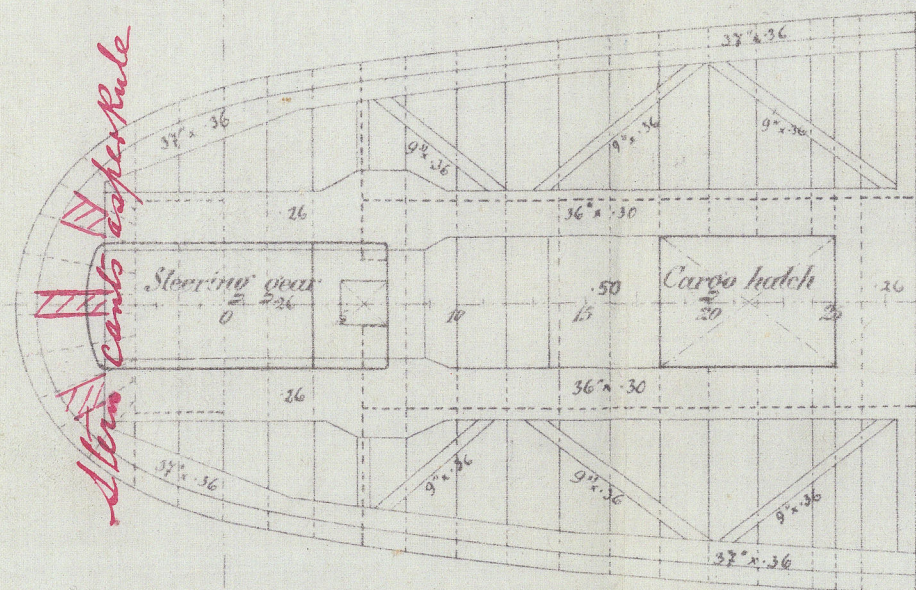 Stern cants as per Rule
37" x .36
37" x .36
9" x .36
9" x .36
9" x .36
26
36" x .30
Steering gear
26
.50
Cargo hatch
.26
0
5
10
15
20
25
26
36" x .30
37" x .36
9" x .36
9" x .36
9" x .36
37" x .36